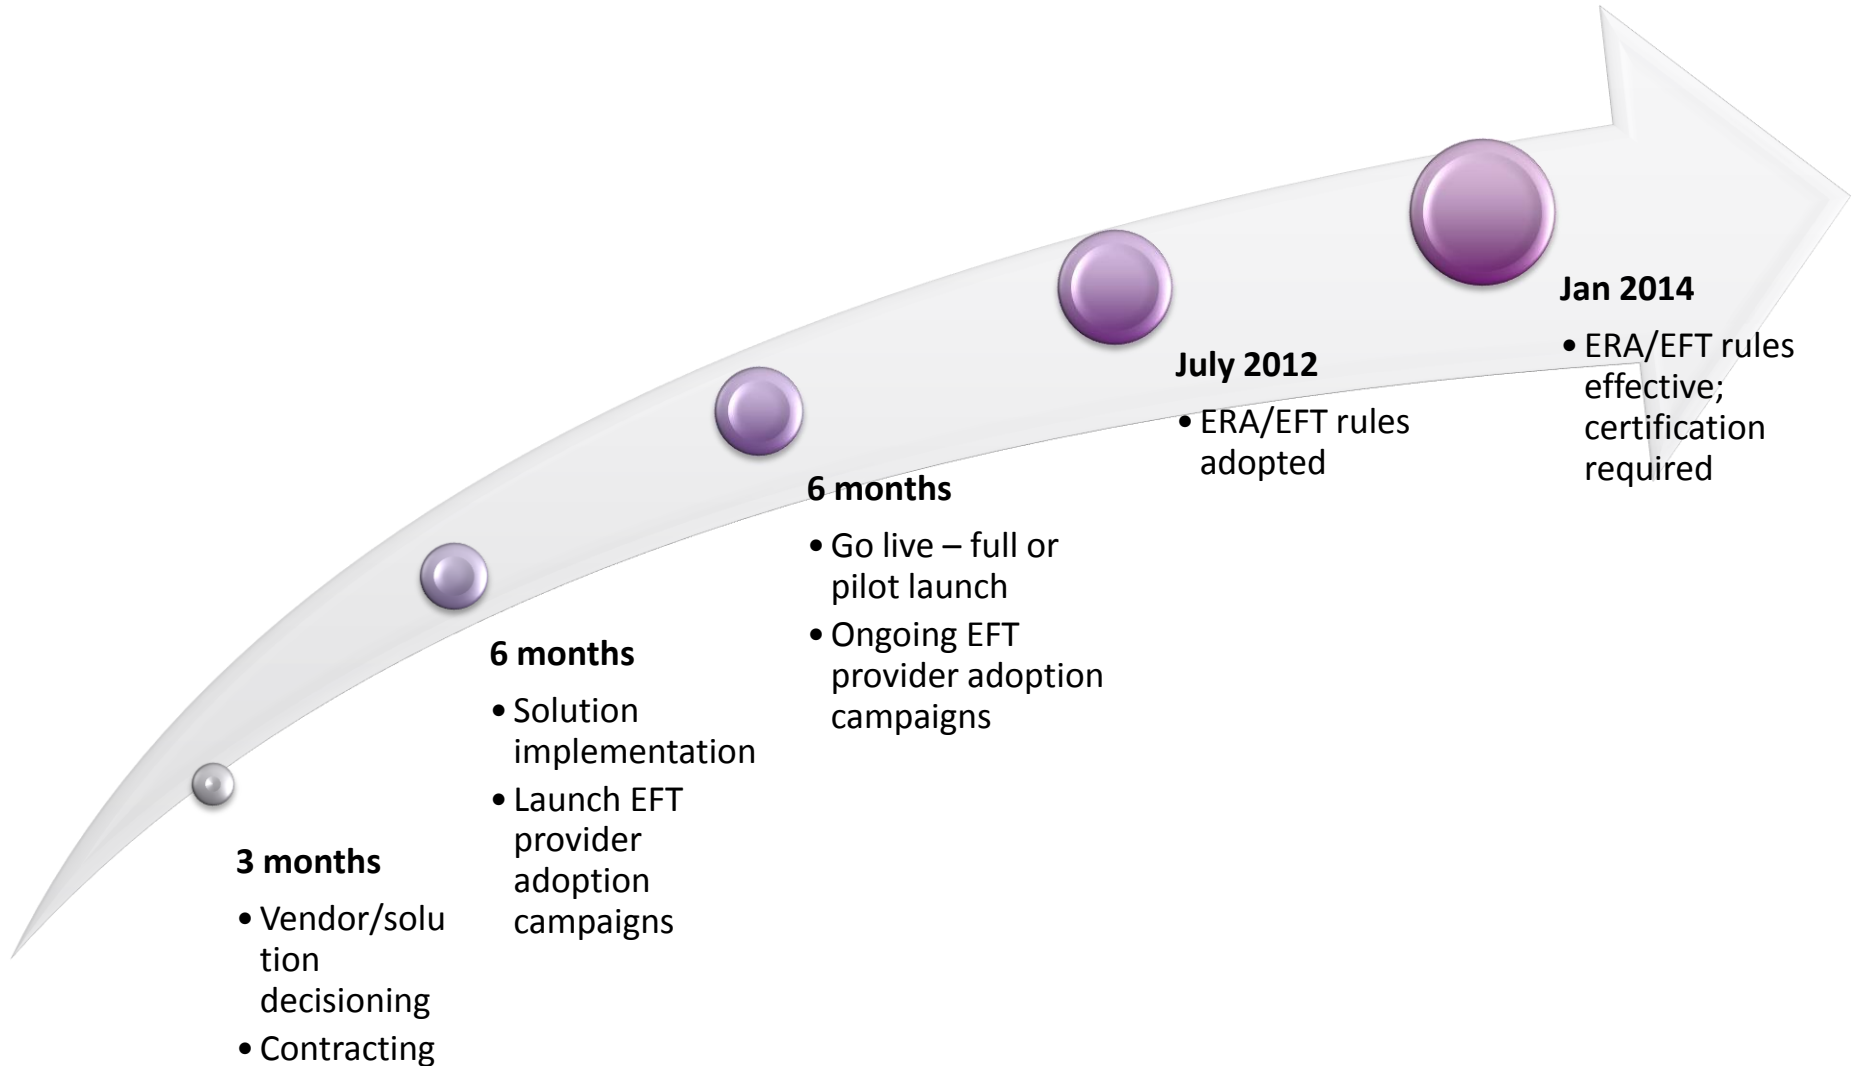 3 months
• Vendor/solu
tion
decisioning
• Contracting
6 months
• Solution
implementation
• Launch EFT
provider
adoption
campaigns
6 months
• Go live – full or
pilot launch
• Ongoing EFT
provider adoption
campaigns
July 2012
• ERA/EFT rules
adopted
Jan 2014
• ERA/EFT rules
effective;
certification
required